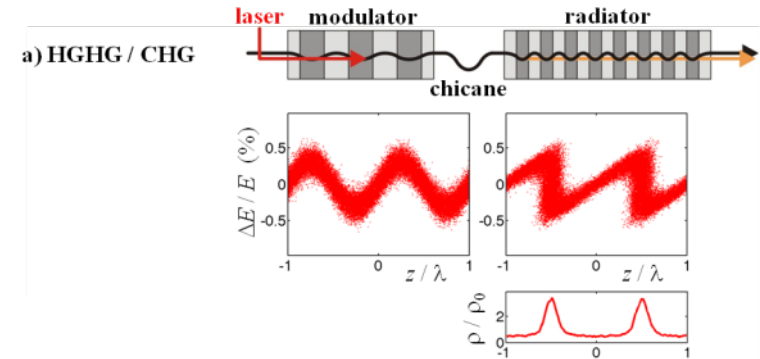 laser modulator radiator
a) HGHG / CHG
chicane
ΔE / E (%)
0.5
0
-0.5
-1 0 1
z / λ
0.5
0
-0.5
-1 0 1
z / λ
ρ / ρ0
2
0
-1 0 1